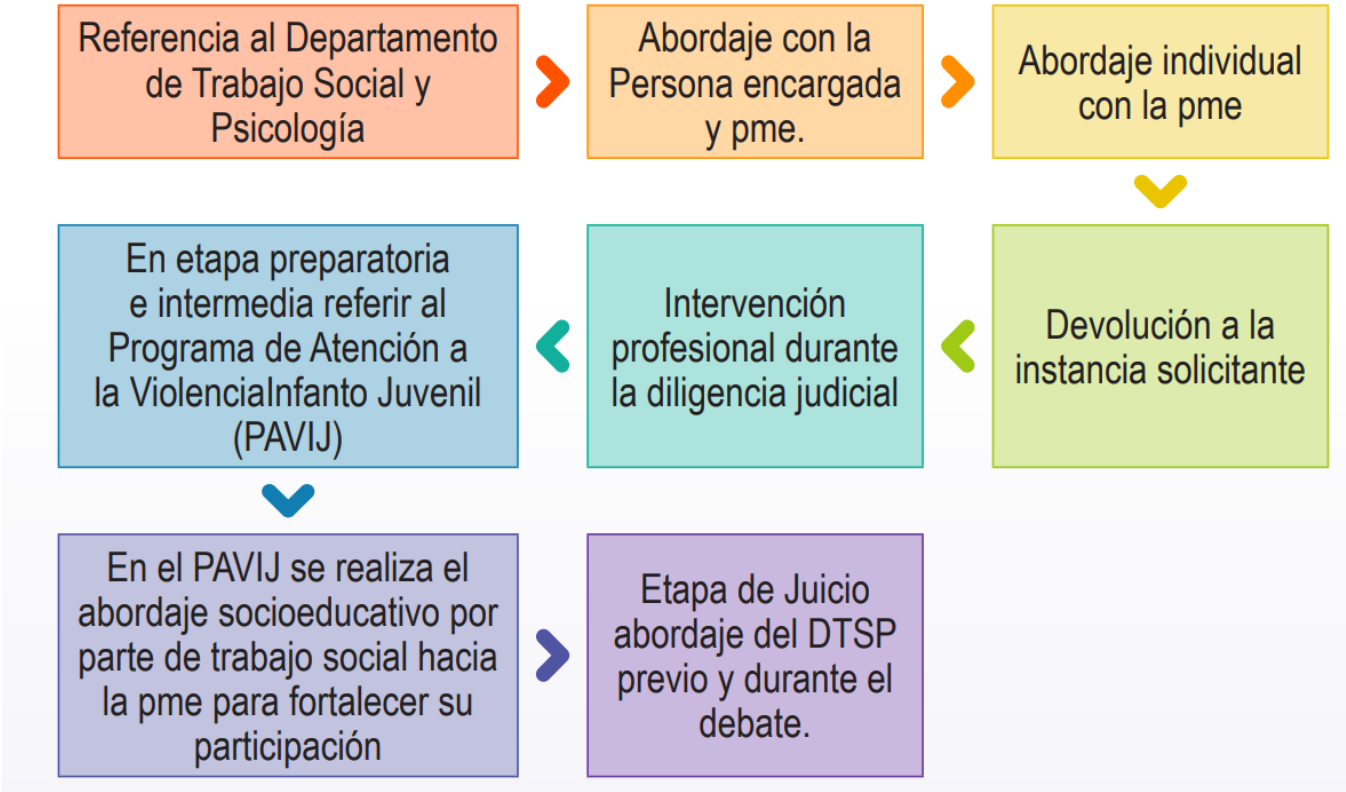 Referencia al Departamento
de Trabajo Social y
Psicología
Abordaje con la
Persona encargada
y pme.
Abordaje individual
con la pme
Devolución a la
instancia solicitante
Intervención
profesional durante
la diligencia judicial
En etapa preparatoria
e intermedia referir al
Programa de Atención a
la ViolenciaInfanto Juvenil
(PAVIJ)
En el PAVIJ se realiza el
abordaje socioeducativo por
parte de trabajo social hacia
la pme para fortalecer su
participación
Etapa de Juicio
abordaje del DTSP
previo y durante el
debate.